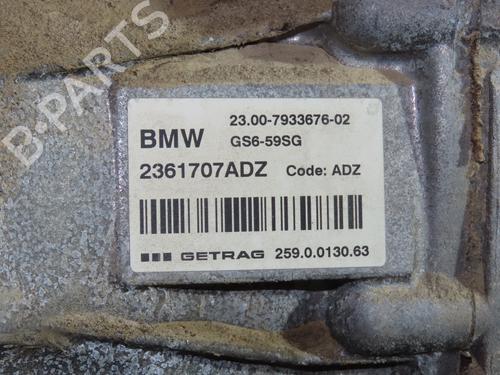 B-PARTS
23.00-7933676-02
BMW GS6-59SG
2361707ADZ Code: ADZ
GETRAG 259.0.0130.63